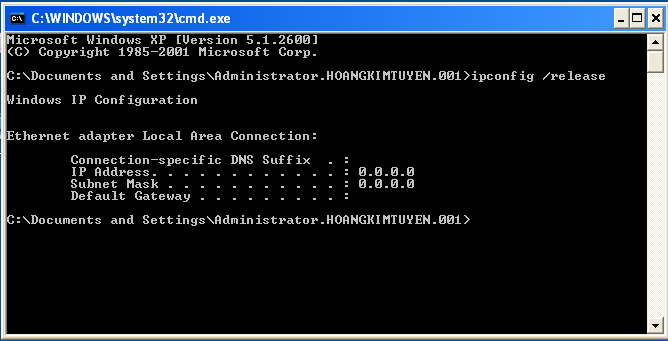 C:\WINDOWS\system32\cmd.exe
Microsoft Windows XP [Version 5.1.2600]
(C) Copyright 1985-2001 Microsoft Corp.
C:\Documents and Settings\Administrator.HOANGKIMTUYEN.001>ipconfig /release
Windows IP Configuration
Ethernet adapter Local Area Connection:
Connection-specific DNS Suffix  . :
IP Address. . . . . . . . . . . . : 0.0.0.0
Subnet Mask . . . . . . . . . . . : 0.0.0.0
Default Gateway . . . . . . . . . :
C:\Documents and Settings\Administrator.HOANGKIMTUYEN.001>